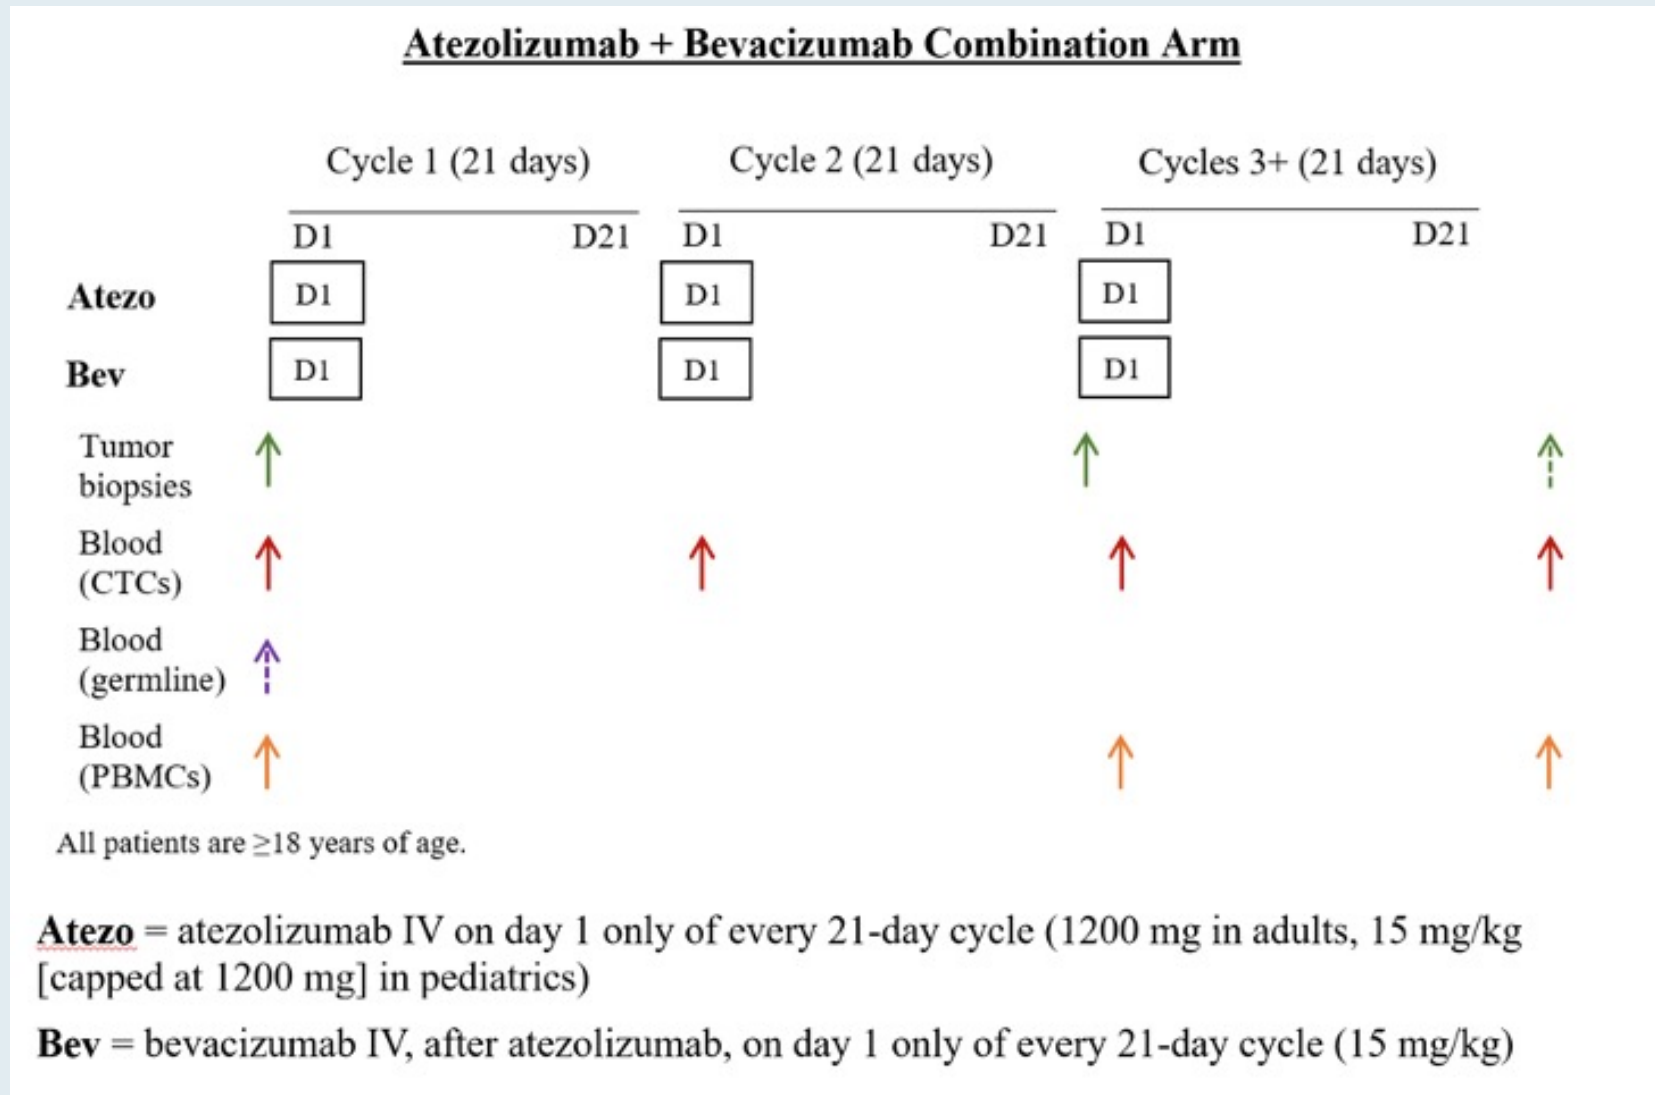 Atezolizumab + Bevacizumab Combination Arm
Cycle 1 (21 days) Cycle 2 (21 days) Cycles 3+ (21 days)
D1 D21 D1 D21 D1 D21
Atezo D1 D1 D1
Bev D1 D1 D1
Tumor
biopsies
Blood
(CTCs)
Blood
(germline)
Blood
(PBMCs)
All patients are ≥18 years of age.
Atezo = atezolizumab IV on day 1 only of every 21-day cycle (1200 mg in adults, 15 mg/kg
[capped at 1200 mg] in pediatrics)
Bev = bevacizumab IV, after atezolizumab, on day 1 only of every 21-day cycle (15 mg/kg)